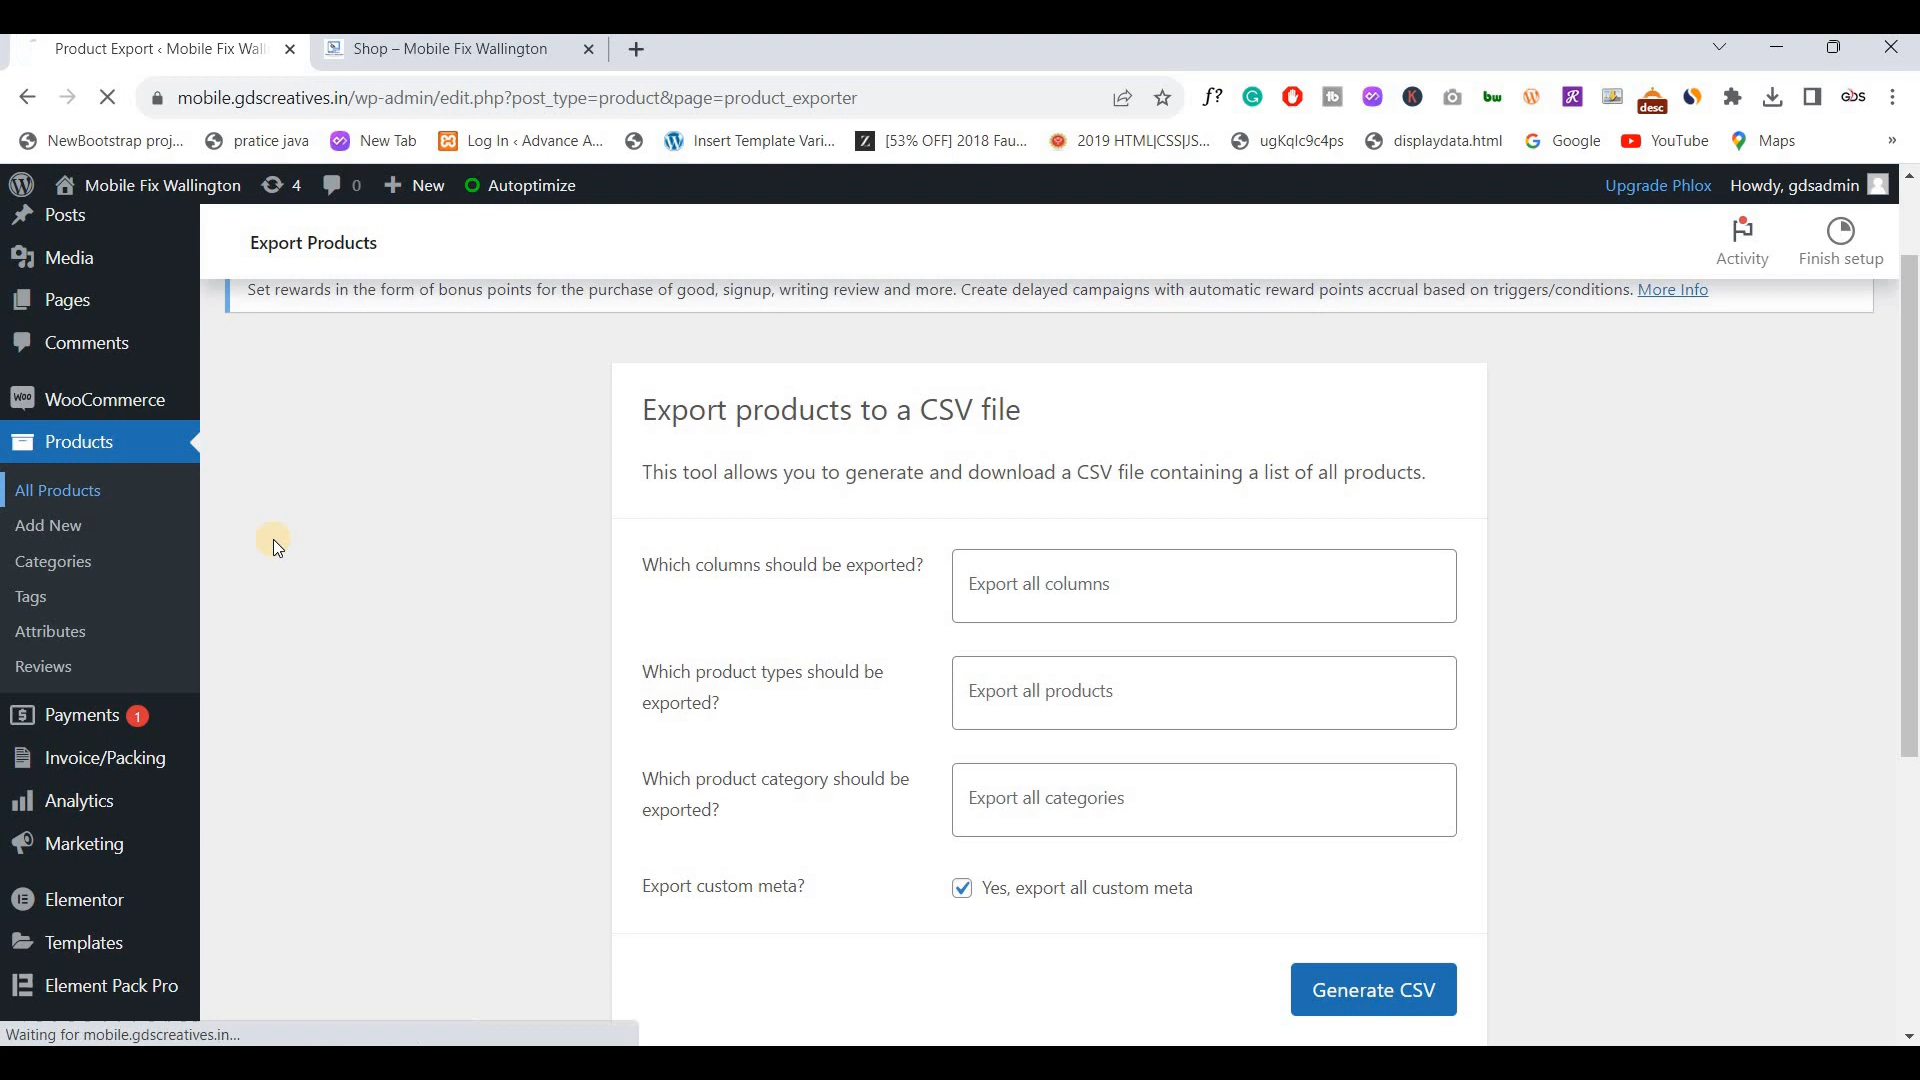 Product Export ‹ Mobile Fix Wall
Shop – Mobile Fix Wallington
mobile.gdscreatives.in/wp-admin/edit.php?post_type=product&page=product_exporter
f?
tb
K
bw
desc
GDS
NewBootstrap proj...
pratice java
New Tab
Log In ‹ Advance A...
Insert Template Vari...
Z
[53% OFF] 2018 Fau...
2019 HTML|CSS|JS...
ugKqlc9c4ps
displaydata.html
Google
YouTube
Maps
»
Mobile Fix Wallington
4
0
New
Autoptimize
Upgrade Phlox
Howdy, gdsadmin
Posts
Media
Pages
Comments
Woo
WooCommerce
Products
All Products
Add New
Categories
Tags
Attributes
Reviews
Payments 1
Invoice/Packing
Analytics
Marketing
Elementor
Templates
Element Pack Pro
Export Products
Activity
Finish setup
Set rewards in the form of bonus points for the purchase of good, signup, writing review and more. Create delayed campaigns with automatic reward points accrual based on triggers/conditions. More Info
Export products to a CSV file
This tool allows you to generate and download a CSV file containing a list of all products.
Which columns should be exported?
Export all columns
Which product types should be
exported?
Export all products
Which product category should be
exported?
Export all categories
Export custom meta?
Yes, export all custom meta
Generate CSV
Waiting for mobile.gdscreatives.in...